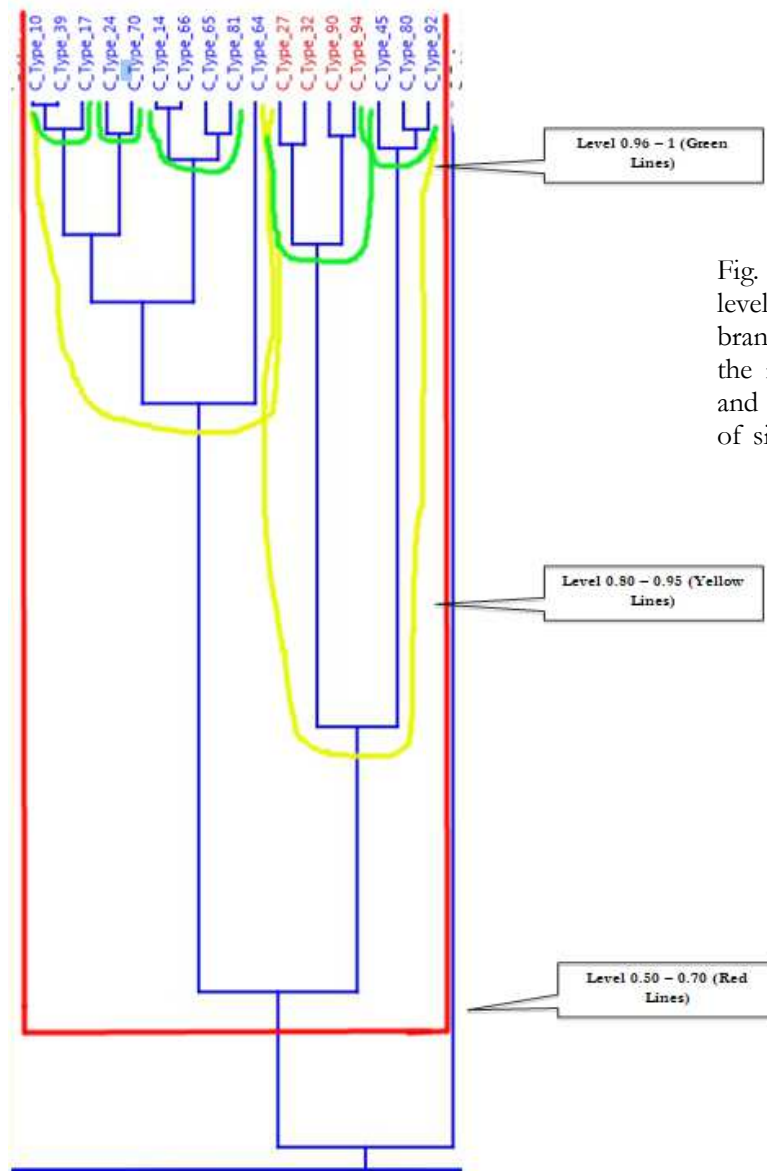 C_Type_10
C_Type_39
C_Type_17
C_Type_24
C_Type_70
C_Type_14
C_Type_66
C_Type_65
C_Type_81
C_Type_64
C_Type_27
C_Type_32
C_Type_90
C_Type_94
C_Type_45
C_Type_80
C_Type_92
Level 0.96 – 1 (Green
Lines)
Fig.
level
bran
the
and
of si
Level 0.80 – 0.95 (Yellow
Lines)
Level 0.50 – 0.70 (Red
Lines)